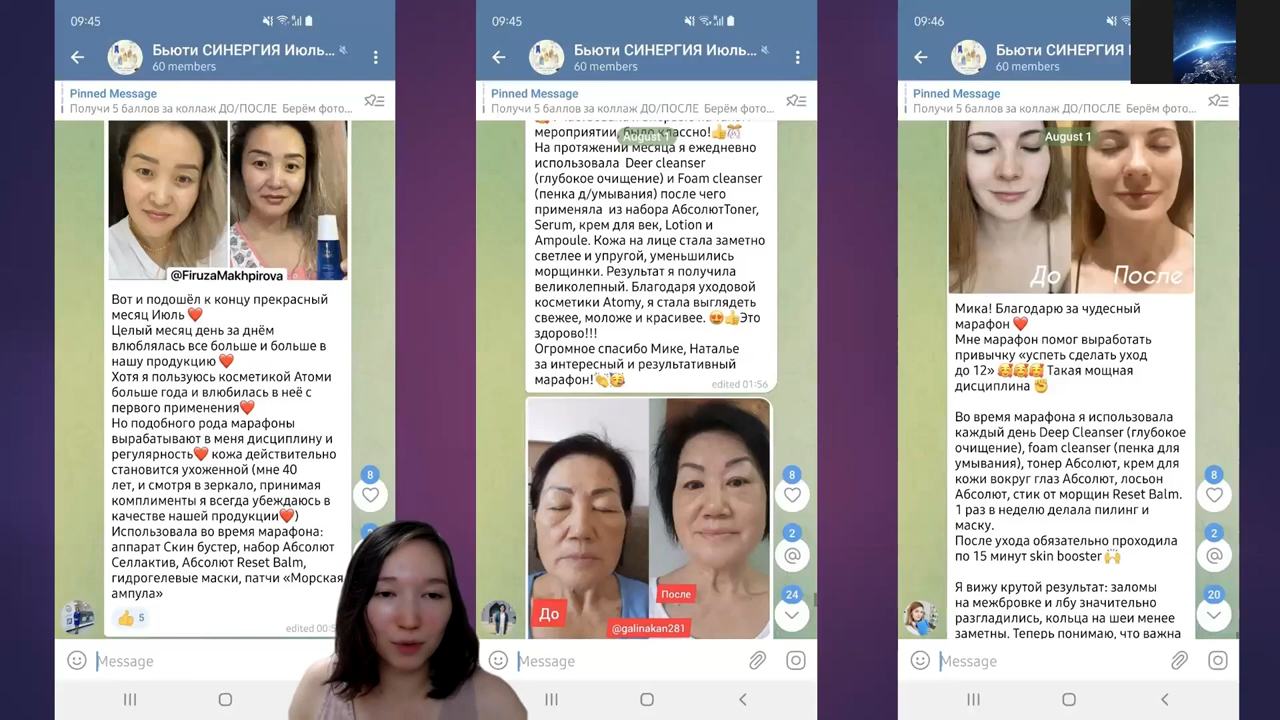 09:45
Бьюти СИНЕРГИЯ Июль...
60 members
Pinned Message
Получи 5 баллов за коллаж ДО/ПОСЛЕ Берём фото...
@FiruzaMakhpirova
Вот и подошёл к концу прекрасный
месяц Июль ❤️
Целый месяц день за днём
влюблялась все больше и больше в
нашу продукцию ❤️
Хотя я пользуюсь косметикой Атоми
больше года и влюбилась в неё с
первого применения❤️
Но подобного рода марафоны
вырабатывают в меня дисциплину и
регулярность❤️ кожа действительно
становится ухоженной (мне 40
лет, и смотря в зеркало, принимая
комплименты я всегда убеждаюсь в
качестве нашей продукции❤️)
Использовала во время марафона:
аппарат Скин бустер, набор Абсолют
Селлактив, Абсолют Reset Balm,
гидрогелевые маски, патчи «Морская
ампула»
👍 5
edited
8
Message
09:45
Бьюти СИНЕРГИЯ Июль...
60 members
Pinned Message
Получи 5 баллов за коллаж ДО/ПОСЛЕ Берём фото...
August 1
мероприятии, было классно!👍🎊
На протяжении месяца я ежедневно
использовала Deer cleanser
(глубокое очищение) и Foam cleanser
(пенка д/умывания) после чего
применяла из набора АбсолютToner,
Serum, крем для век, Lotion и
Ampoule. Кожа на лице стала заметно
светлее и упругой, уменьшились
морщинки. Результат я получила
великолепный. Благодаря уходовой
косметики Atomy, я стала выглядеть
свежее, моложе и красивее. 😍👍Это
здорово!!!
Огромное спасибо Мике, Наталье
за интересный и результативный
марафон!👏🥳
edited 01:56
До
После
@galinakan281
8
2
24
Message
09:46
Бьюти СИНЕРГИЯ И
60 members
Pinned Message
Получи 5 баллов за коллаж ДО/ПОСЛЕ Берём фото...
August 1
До
После
Мика! Благодарю за чудесный
марафон ❤️
Мне марафон помог выработать
привычку «успеть сделать уход
до 12» 🥰🥰🥰 Такая мощная
дисциплина ✊
Во время марафона я использовала
каждый день Deep Cleanser (глубокое
очищение), foam cleanser (пенка для
умывания), тонер Абсолют, крем для
кожи вокруг глаз Абсолют, лосьон
Абсолют, стик от морщин Reset Balm.
1 раз в неделю делала пилинг и
маску.
После ухода обязательно проходила
по 15 минут skin booster 🙌
Я вижу крутой результат: заломы
на межбровке и лбу значительно
разгладились, кольца на шеи менее
заметны. Теперь понимаю, что важна
8
2
20
Message